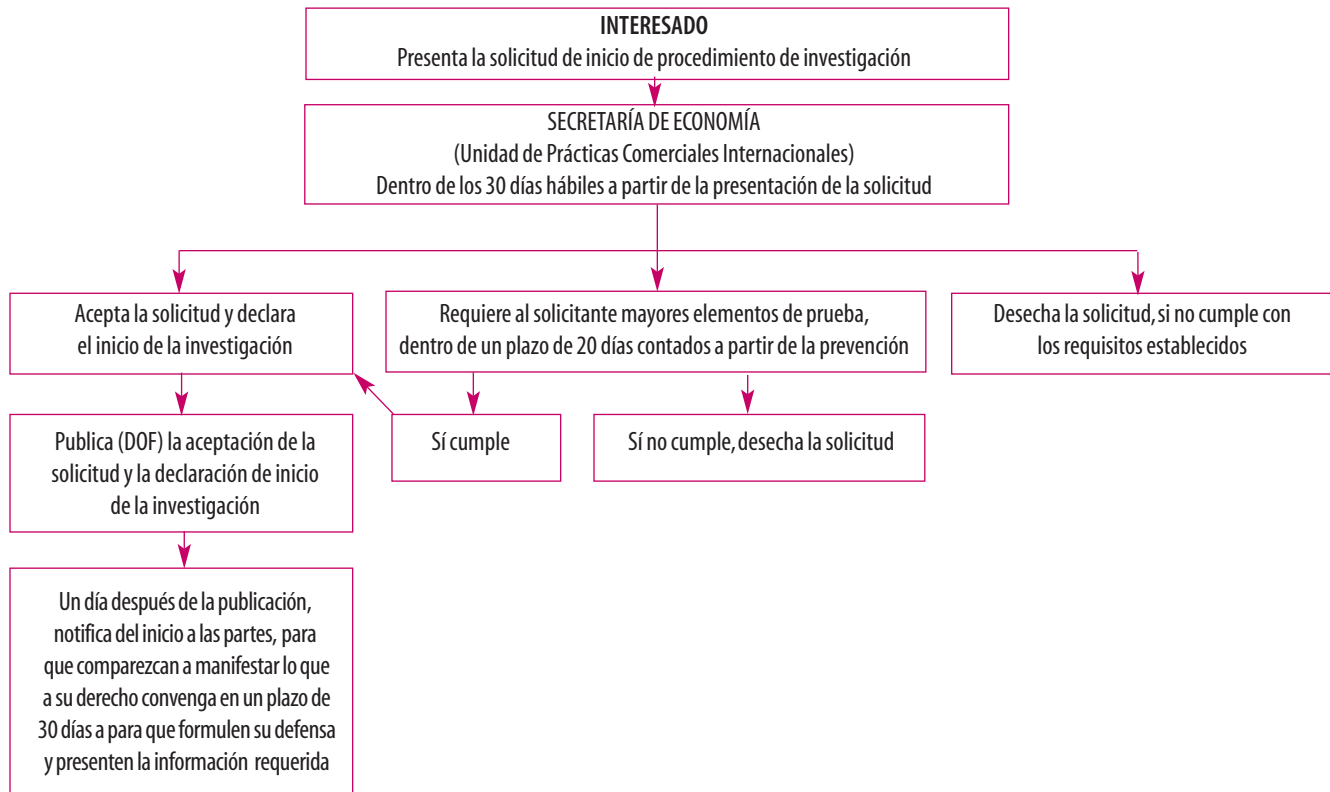 INTERESADO
Presenta la solicitud de inicio de procedimiento de investigación
SECRETARÍA DE ECONOMÍA
(Unidad de Prácticas Comerciales Internacionales)
Dentro de los 30 días hábiles a partir de la presentación de la solicitud
Acepta la solicitud y declara
el inicio de la investigación
Requiere al solicitante mayores elementos de prueba,
dentro de un plazo de 20 días contados a partir de la prevención
Desecha la solicitud, si no cumple con
los requisitos establecidos
Publica (DOF) la aceptación de la
solicitud y la declaración de inicio
de la investigación
Sí cumple
Sí no cumple, desecha la solicitud
Un día después de la publicación,
notifica del inicio a las partes, para
que comparezcan a manifestar lo que
a su derecho convenga en un plazo de
30 días a para que formulen su defensa
y presenten la información requerida